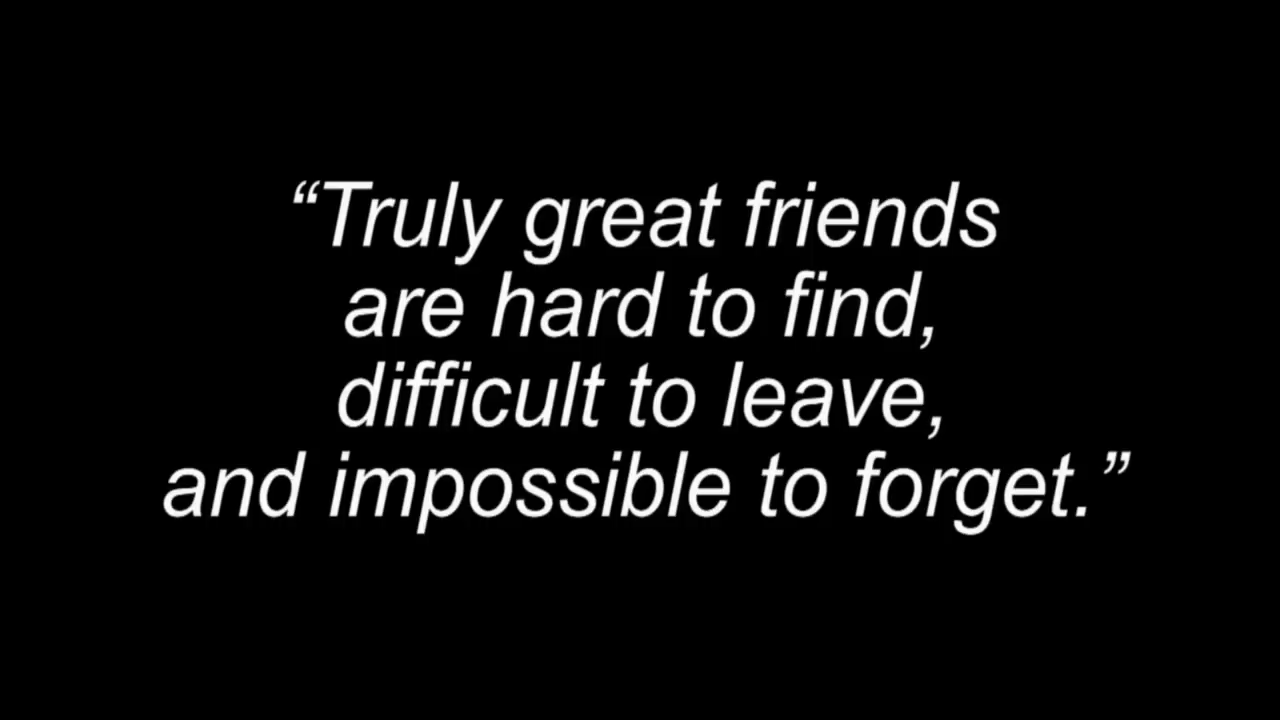 “Truly great friends
are hard to find,
difficult to leave,
and impossible to forget.”